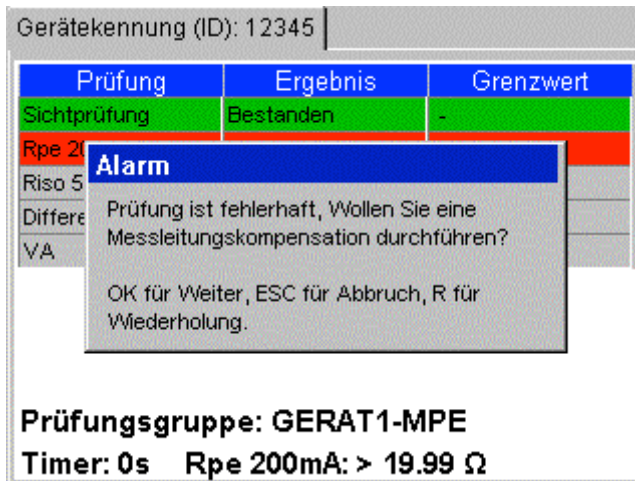 Gerätekennung (ID): 12345
Prüfung Ergebnis Grenzwert
Sichtprüfung Bestanden -
Rpe 20
Riso 5
Differe
VA
Alarm
Prüfung ist fehlerhaft, Wollen Sie eine
Messleitungskompensation durchführen?
OK für Weiter, ESC für Abbruch, R für
Wiederholung.
Prüfungsgruppe: GERAT1-MPE
Timer: 0s Rpe 200mA: > 19.99 Ω